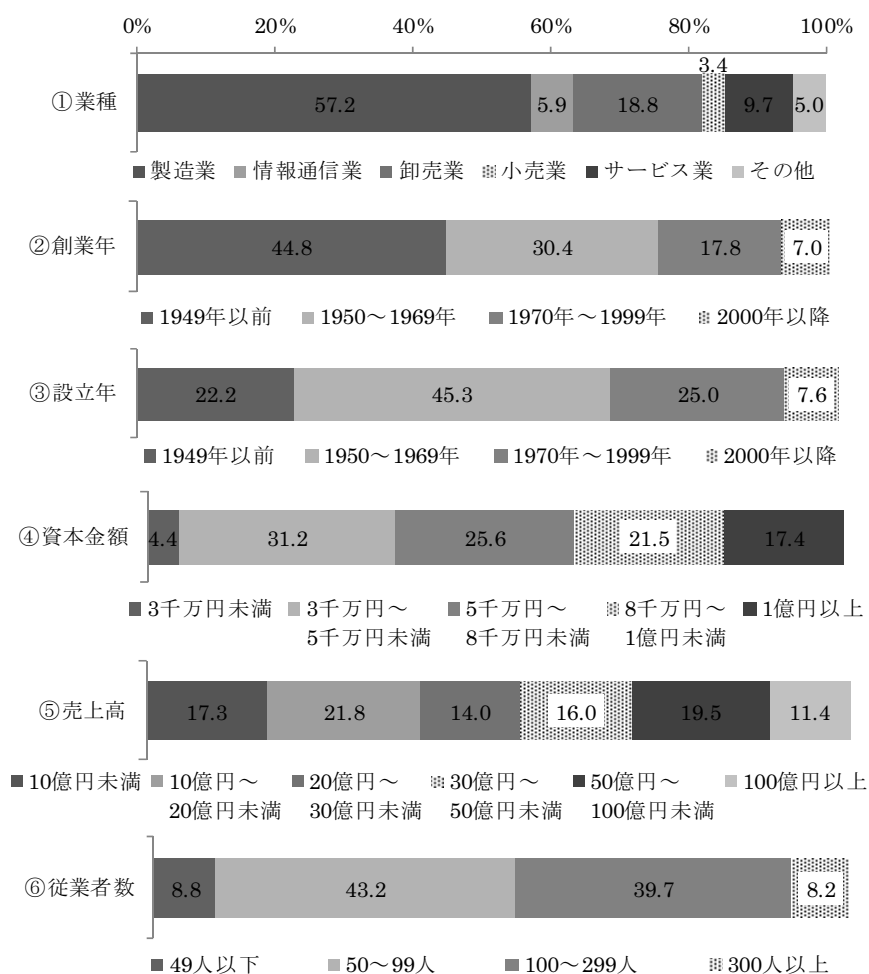 0% 20% 40% 60% 80% 100%
3.4
①業種 57.2 5.9 18.8 9.7 5.0
■製造業 ■情報通信業 ■卸売業 ※小売業 ■サービス業 ■その他
②創業年 44.8 30.4 17.8 7.0
■1949年以前 ■1950～1969年 ■1970年～1999年 ※2000年以降
③設立年 22.2 45.3 25.0 7.6
■1949年以前 ■1950～1969年 ■1970年～1999年 ※2000年以降
④資本金額 4.4 31.2 25.6 21.5 17.4
■3千万円未満 ■3千万円～ ■5千万円～ ※8千万円～ ■1億円以上
5千万円未満 8千万円未満 1億円未満
⑤売上高 17.3 21.8 14.0 16.0 19.5 11.4
■10億円未満 ■10億円～ ■20億円～ ※30億円～ ■50億円～ ■100億円以上
20億円未満 30億円未満 50億円未満 100億円未満
⑥従業者数 8.8 43.2 39.7 8.2
■49人以下 ■50～99人 ■100～299人 ※300人以上